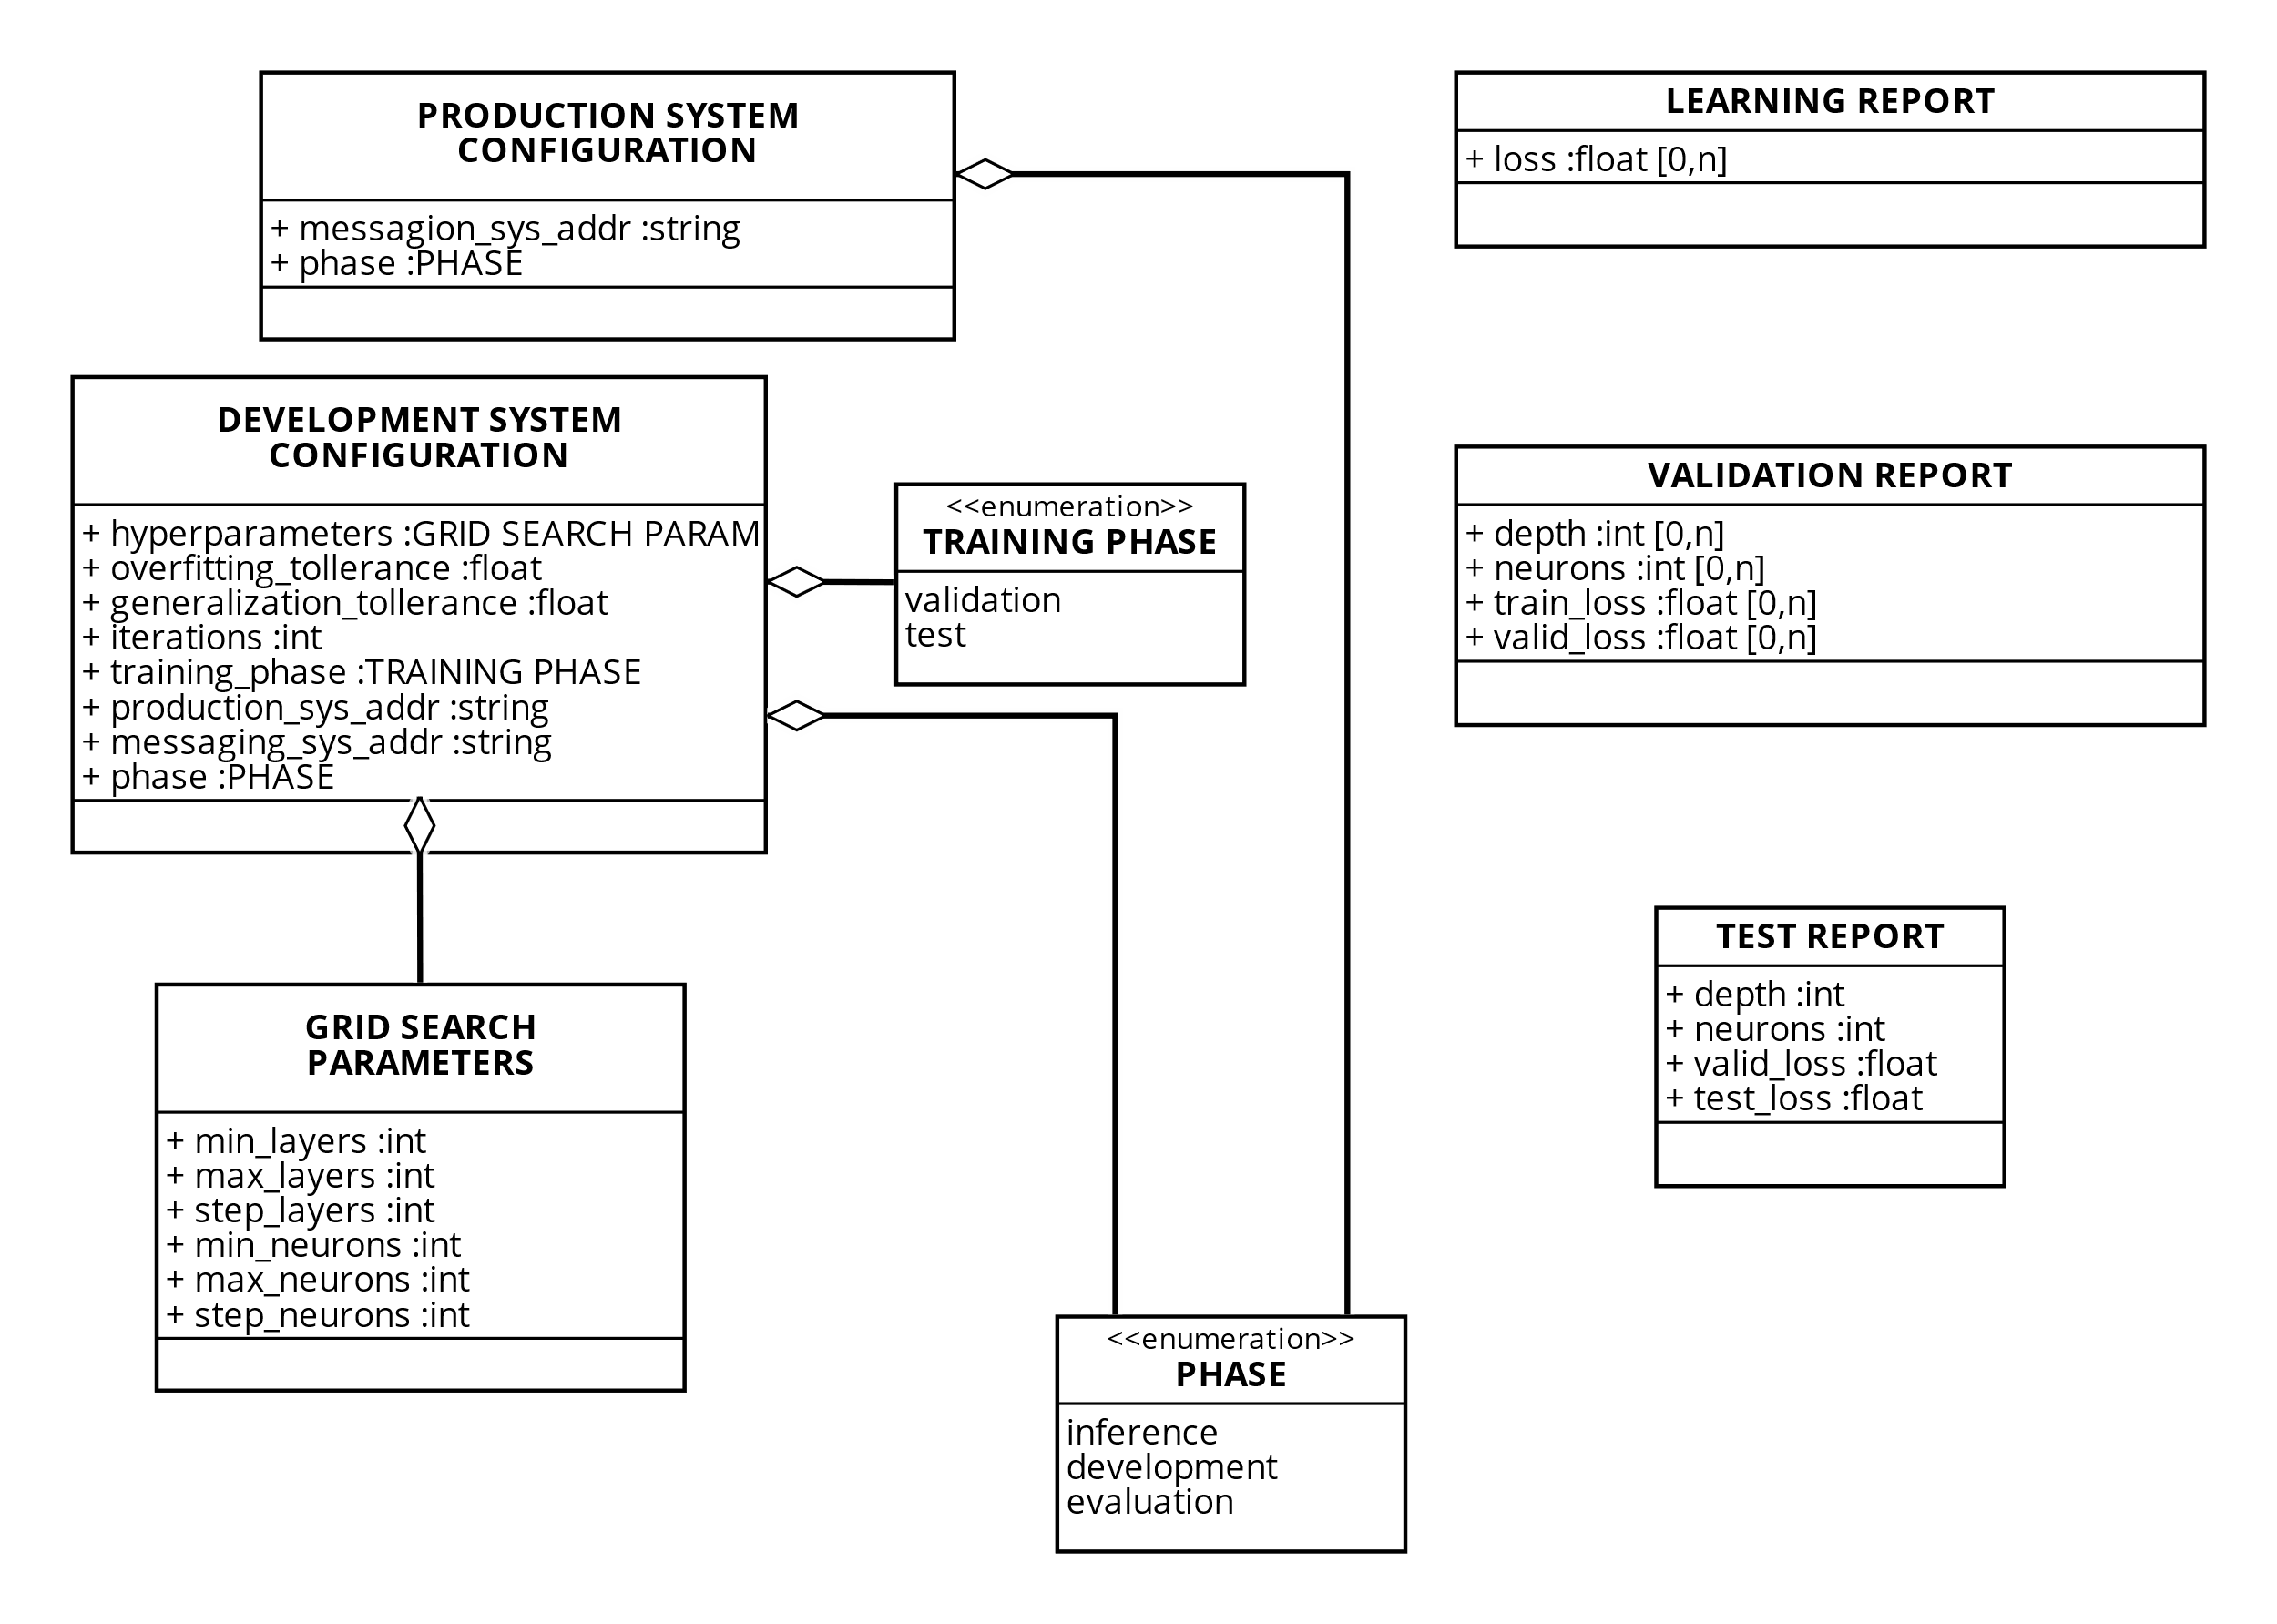 PRODUCTION SYSTEM
CONFIGURATION
+ messagion_sys_addr :string
+ phase :PHASE
LEARNING REPORT
+ loss :float [0,n]
DEVELOPMENT SYSTEM
CONFIGURATION
+ hyperparameters :GRID SEARCH PARAM
+ overfitting_tollerance :float
+ generalization_tollerance :float
+ iterations :int
+ training_phase :TRAINING PHASE
+ production_sys_addr :string
+ messaging_sys_addr :string
+ phase :PHASE
<<enumeration>>
TRAINING PHASE
validation
test
VALIDATION REPORT
+ depth :int [0,n]
+ neurons :int [0,n]
+ train_loss :float [0,n]
+ valid_loss :float [0,n]
GRID SEARCH
PARAMETERS
+ min_layers :int
+ max_layers :int
+ step_layers :int
+ min_neurons :int
+ max_neurons :int
+ step_neurons :int
TEST REPORT
+ depth :int
+ neurons :int
+ valid_loss :float
+ test_loss :float
<<enumeration>>
PHASE
inference
development
evaluation